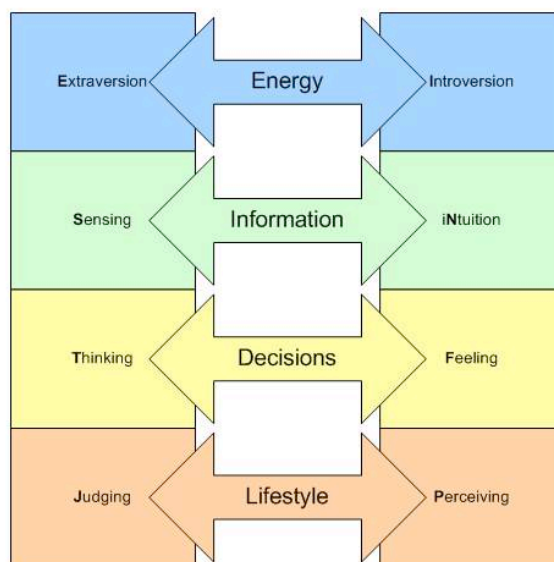 Extraversion Energy Introversion
Sensing Information iNtuition
Thinking Decisions Feeling
Judging Lifestyle Perceiving